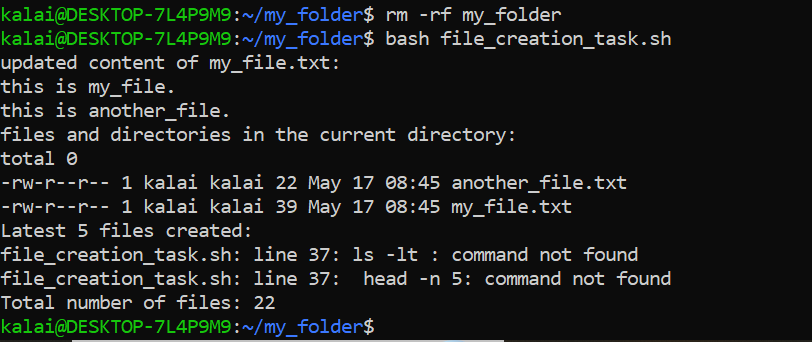 kalai@DESKTOP-7L4P9M9:~/my_folder$ rm -rf my_folder
kalai@DESKTOP-7L4P9M9:~/my_folder$ bash file_creation_task.sh
updated content of my_file.txt:
this is my_file.
this is another_file.
files and directories in the current directory:
total 0
-rw-r--r-- 1 kalai kalai 22 May 17 08:45 another_file.txt
-rw-r--r-- 1 kalai kalai 39 May 17 08:45 my_file.txt
Latest 5 files created:
file_creation_task.sh: line 37: ls -lt : command not found
file_creation_task.sh: line 37:  head -n 5: command not found
Total number of files: 22
kalai@DESKTOP-7L4P9M9:~/my_folder$